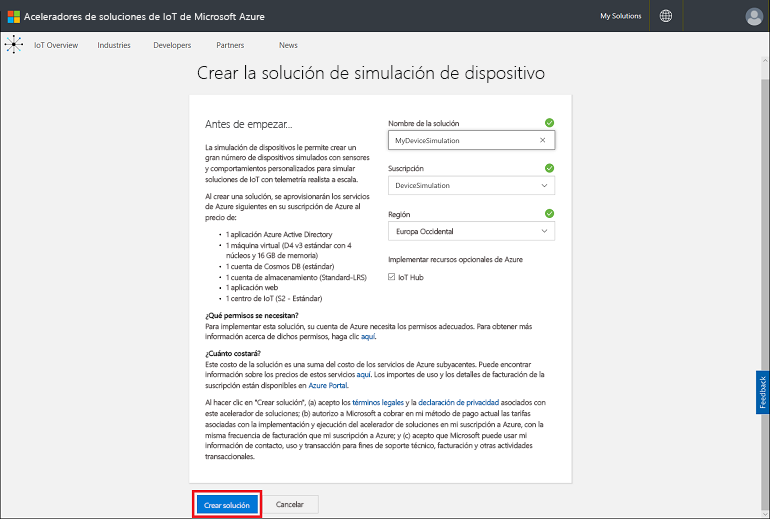 Aceleradores de soluciones de IoT de Microsoft Azure
My Solutions
IoT Overview
Industries
Developers
Partners
News
Crear la solución de simulación de dispositivo
Antes de empezar...
La simulación de dispositivos le permite crear un
gran número de dispositivos simulados con sensores
y comportamientos personalizados para simular
soluciones de IoT con telemetría realista a escala.
Al crear una solución, se aprovisionarán los servicios
de Azure siguientes en su suscripción de Azure al
precio de:
• 1 aplicación Azure Active Directory
• 1 máquina virtual (D4 v3 estándar con 4
núcleos y 16 GB de memoria)
• 1 cuenta de Cosmos DB (estándar)
• 1 cuenta de almacenamiento (Standard-LRS)
• 1 aplicación web
• 1 centro de IoT (S2 - Estándar)
Nombre de la solución
MyDeviceSimulation
Suscripción
DeviceSimulation
Región
Europa Occidental
Implementar recursos opcionales de Azure
IoT Hub
¿Qué permisos se necesitan?
Para implementar esta solución, su cuenta de Azure necesita los permisos adecuados. Para obtener más
información acerca de dichos permisos, haga clic aquí.
¿Cuánto costará?
Este costo de la solución es una suma del costo de los servicios de Azure subyacentes. Puede encontrar
información sobre los precios de estos servicios aquí. Los importes de uso y los detalles de facturación de la
suscripción están disponibles en Azure Portal.
Al hacer clic en "Crear solución", (a) acepto los términos legales y la declaración de privacidad asociados con
este acelerador de soluciones; (b) autorizo a Microsoft a cobrar en mi método de pago actual las tarifas
asociadas con la implementación y ejecución del acelerador de soluciones en mi suscripción a Azure, con la
misma frecuencia de facturación que mi suscripción a Azure; y (c) acepto que Microsoft puede usar mi
información de contacto, uso y transacción para fines de soporte técnico, facturación y otras actividades
transaccionales.
Crear solución
Cancelar
Feedback